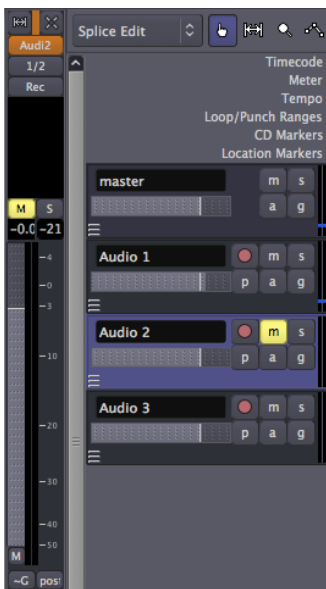 Audi2
1/2
Rec
M S
-0.0 -21
-4
-0
-3
-10
-20
-30
-40
-50
M
~G post
Splice Edit
Timecode
Meter
Tempo
Loop/Punch Ranges
CD Markers
Location Markers
master m s
a g
Audio 1 m s
p a g
Audio 2 m s
p a g
Audio 3 m s
p a g